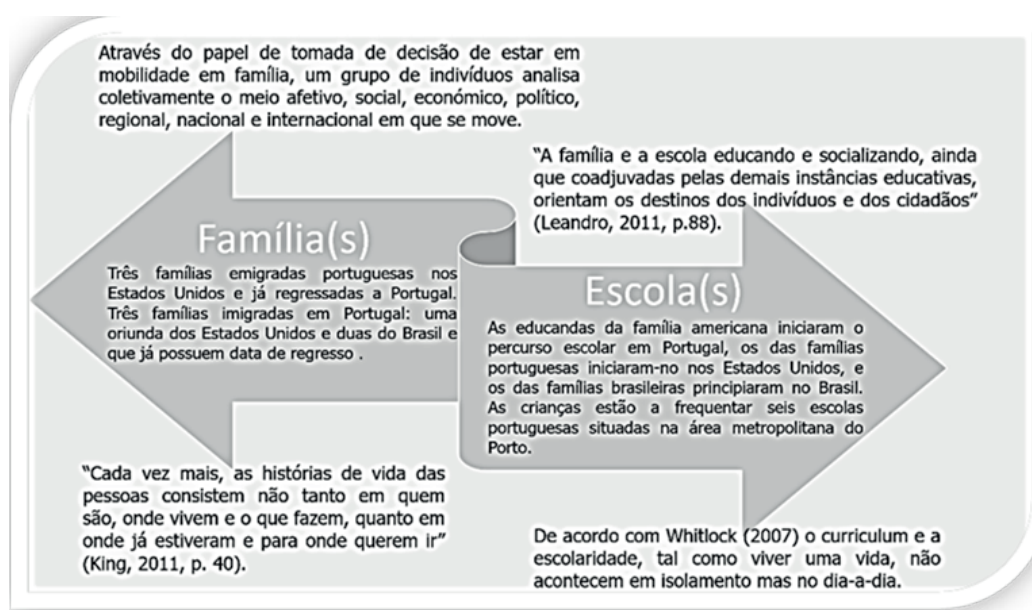 Através do papel de tomada de decisão de estar em
mobilidade em família, um grupo de indivíduos analisa
coletivamente o meio afetivo, social, económico, político,
regional, nacional e internacional em que se move.
"A família e a escola educando e socializando, ainda
que coadjuvadas pelas demais instâncias educativas,
orientam os destinos dos indivíduos e dos cidadãos"
(Leandro, 2011, p.88).
Família(s)
Três famílias emigradas portuguesas nos
Estados Unidos e já regressadas a Portugal.
Três famílias imigradas em Portugal: uma
oriunda dos Estados Unidos e duas do Brasil e
que já possuem data de regresso .
Escola(s)
As educandas da família americana iniciaram o
percurso escolar em Portugal, os das famílias
portuguesas iniciaram-no nos Estados Unidos, e
os das famílias brasileiras principiaram no Brasil.
As crianças estão a frequentar seis escolas
portuguesas situadas na área metropolitana do
Porto.
"Cada vez mais, as histórias de vida das
pessoas consistem não tanto em quem
são, onde vivem e o que fazem, quanto em
onde já estiveram e para onde querem ir"
(King, 2011, p. 40).
De acordo com Whitlock (2007) o curriculum e a
escolaridade, tal como viver uma vida, não
acontecem em isolamento mas no dia-a-dia.